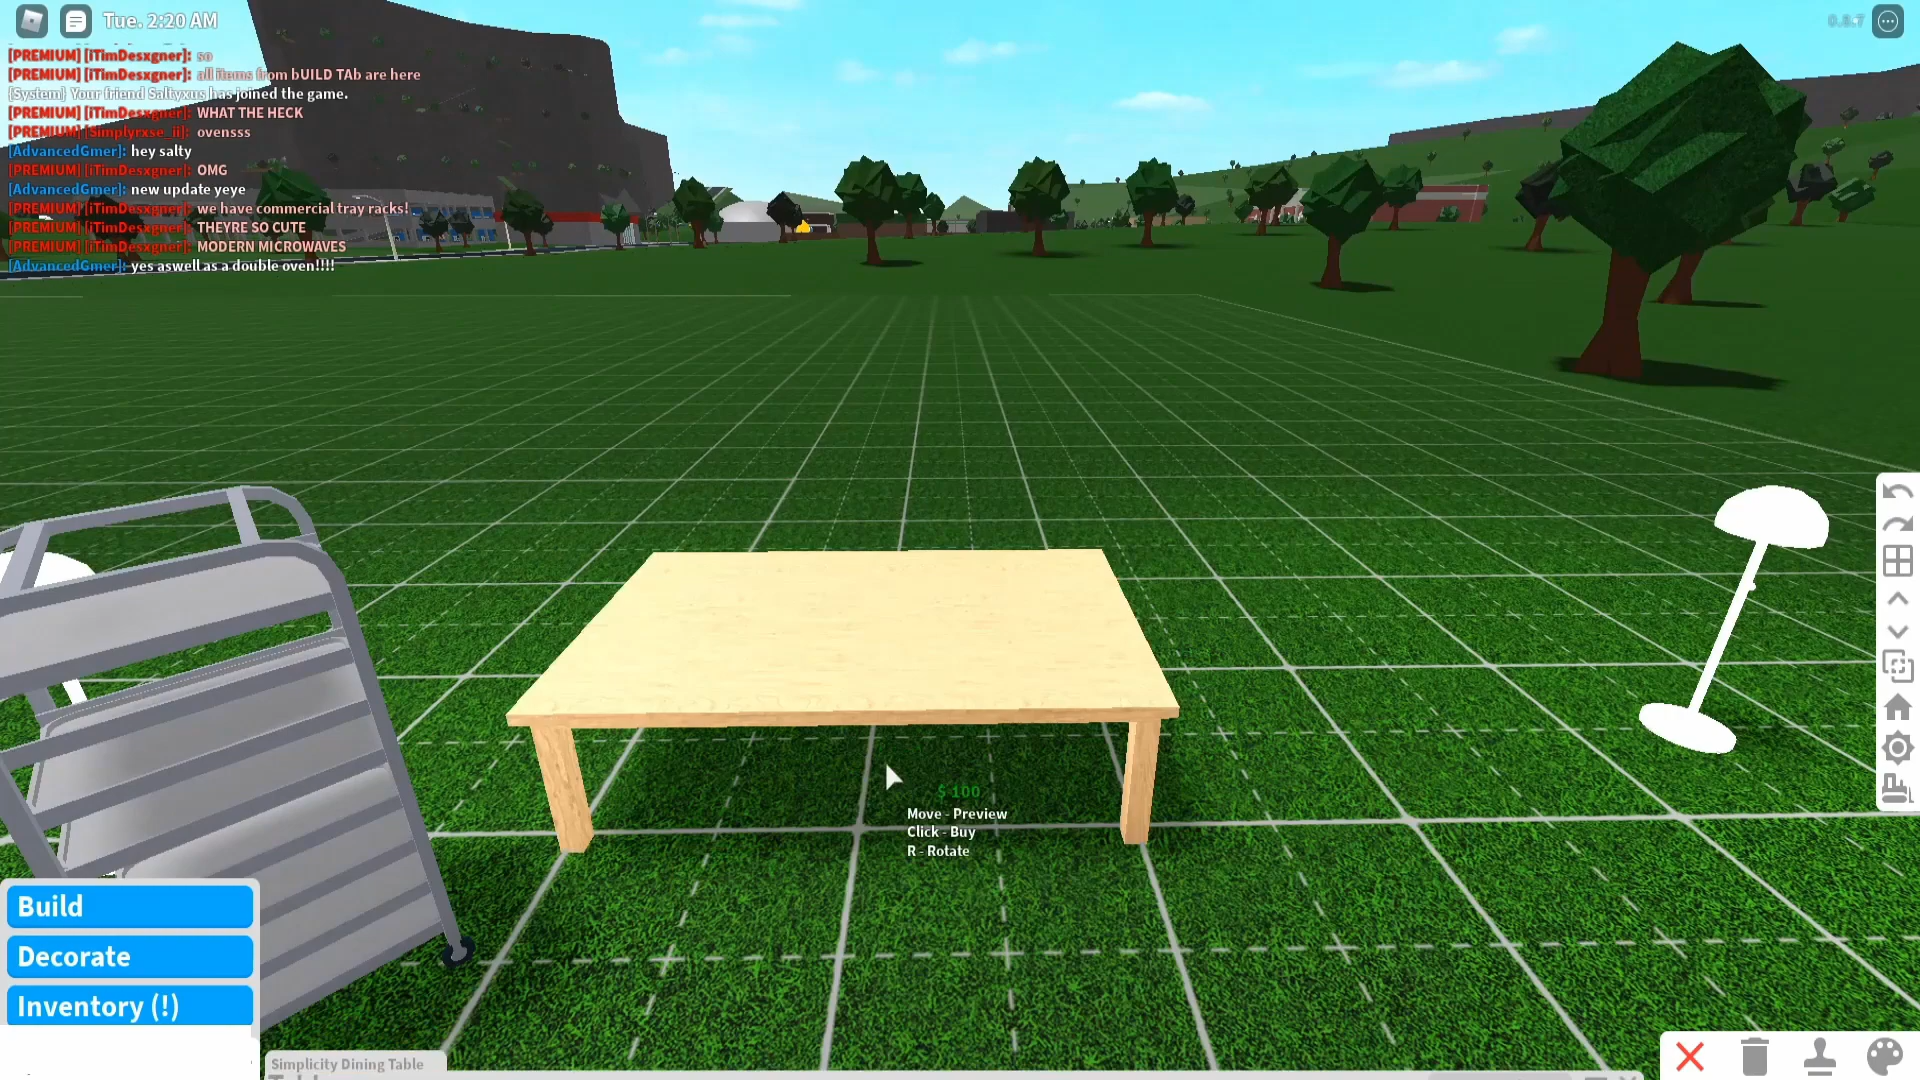 Tue. 2:20 AM
0.8.7
[PREMIUM] [iTimDesxgner]: so
[PREMIUM] [iTimDesxgner]: all items from bUILD TAb are here
{System} Your friend Saltyxus has joined the game.
[PREMIUM] [iTimDesxgner]: WHAT THE HECK
[PREMIUM] [Simplyrxse_ii]: ovensss
[AdvancedGmer]: hey salty
[PREMIUM] [iTimDesxgner]: OMG
[AdvancedGmer]: new update yeye
[PREMIUM] [iTimDesxgner]: we have commercial tray racks!
[PREMIUM] [iTimDesxgner]: THEYRE SO CUTE
[PREMIUM] [iTimDesxgner]: MODERN MICROWAVES
[AdvancedGmer]: yes aswell as a double oven!!!!
$ 100
Move - Preview
Click - Buy
R - Rotate
Build
Decorate
Inventory (!)
Simplicity Dining Table